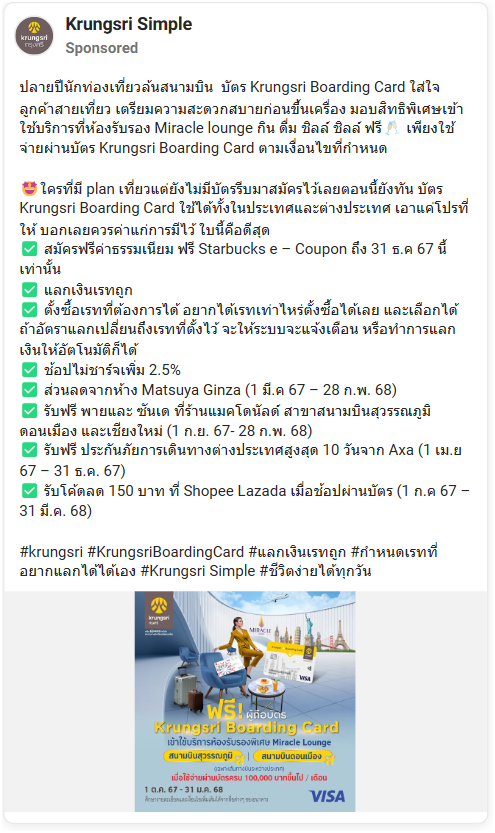 Krungsri Simple
Sponsored
ปลายปีนักท่องเที่ยวล้นสนามบิน บัตร Krungsri Boarding Card ใส่ใจ
ลูกค้าสายเที่ยว เตรียมความสะดวกสบายก่อนขึ้นเครื่อง มอบสิทธิพิเศษเข้า
ใช้บริการที่ห้องรับรอง Miracle lounge กิน ดื่ม ชิลล์ ชิลล์ ฟรี🥂 เพียงใช้
จ่ายผ่านบัตร Krungsri Boarding Card ตามเงื่อนไขที่กำหนด
🤩ใครที่มี plan เที่ยวแต่ยังไม่มีบัตรรีบมาสมัครไว้เลยตอนนี้ยังทัน บัตร
Krungsri Boarding Card ใช้ได้ทั้งในประเทศและต่างประเทศ เอาแค่โปรที่
ให้ บอกเลยควรค่าแก่การมีไว้ ใบนี้คือดีสุด
✅ สมัครฟรีค่าธรรมเนียม ฟรี Starbucks e – Coupon ถึง 31 ธ.ค 67 นี้
เท่านั้น
✅ แลกเงินเรทถูก
✅ ตั้งซื้อเรทที่ต้องการได้ อยากได้เรทเท่าไหร่ตั้งซื้อได้เลย และเลือกได้
ถ้าอัตราแลกเปลี่ยนถึงเรทที่ตั้งไว้ จะให้ระบบจะแจ้งเตือน หรือทำการแลก
เงินให้อัตโนมัติก็ได้
✅ ช้อปไม่ชาร์จเพิ่ม 2.5%
✅ ส่วนลดจากห้าง Matsuya Ginza (1 มี.ค 67 – 28 ก.พ. 68)
✅ รับฟรี พายและ ซันเด ที่ร้านแมคโดนัลด์ สาขาสนามบินสุวรรณภูมิ
ดอนเมือง และเชียงใหม่ (1 ก.ย. 67- 28 ก.พ. 68)
✅ รับฟรี ประกันภัยการเดินทางต่างประเทศสูงสุด 10 วันจาก Axa (1 เม.ย
67 – 31 ธ.ค. 67)
✅ รับโค้ดลด 150 บาท ที่ Shopee Lazada เมื่อช้อปผ่านบัตร (1 ก.ค 67 –
31 มี.ค. 68)
#krungsri #KrungsriBoardingCard #แลกเงินเรทถูก #กำหนดเรทที่
อยากแลกได้ได้เอง #Krungsri Simple #ชีวิตง่ายได้ทุกวัน
krungsri
กรุงศรี
MIRACLE
VISA
ฟรี! ผู้ถือบัตร
Krungsri Boarding Card
เข้าใช้บริการห้องรับรองพิเศษ Miracle Lounge
สนามบินสุวรรณภูมิ | สนามบินดอนเมือง
(เฉพาะเดินทางระหว่างประเทศ)
เมื่อใช้จ่ายผ่านบัตรครบ 100,000 บาทขึ้นไป / เดือน
1 ต.ค. 67 - 31 ม.ค. 68
VISA